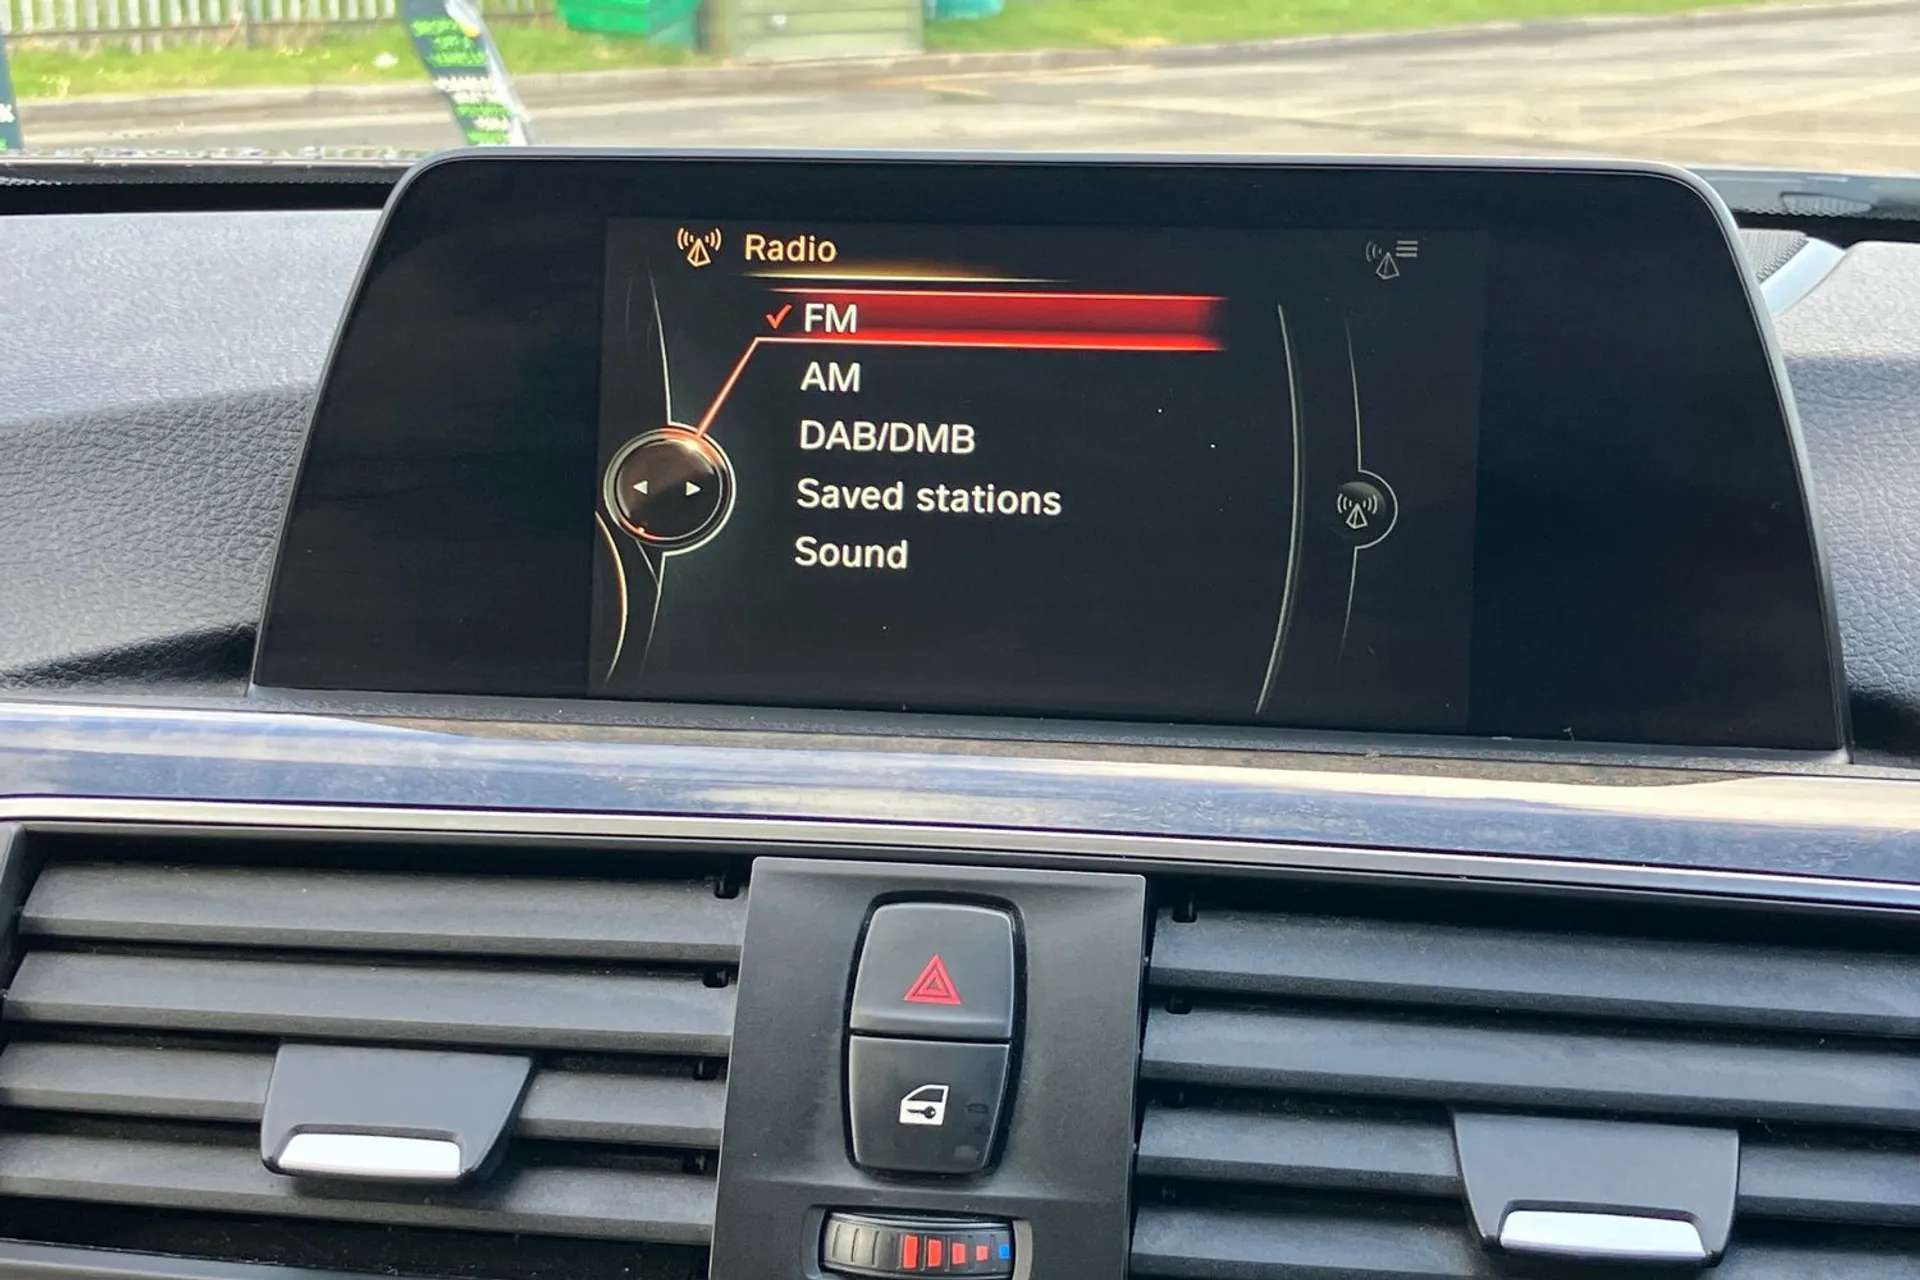 Radio
FM
AM
DAB/DMB
Saved stations
Sound